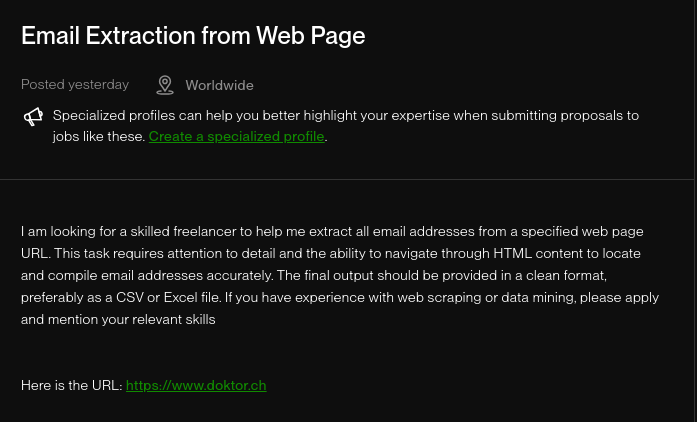 Email Extraction from Web Page
Posted yesterday Worldwide
Specialized profiles can help you better highlight your expertise when submitting proposals to
jobs like these. Create a specialized profile.
I am looking for a skilled freelancer to help me extract all email addresses from a specified web page
URL. This task requires attention to detail and the ability to navigate through HTML content to locate
and compile email addresses accurately. The final output should be provided in a clean format,
preferably as a CSV or Excel file. If you have experience with web scraping or data mining, please apply
and mention your relevant skills
Here is the URL: https://www.doktor.ch